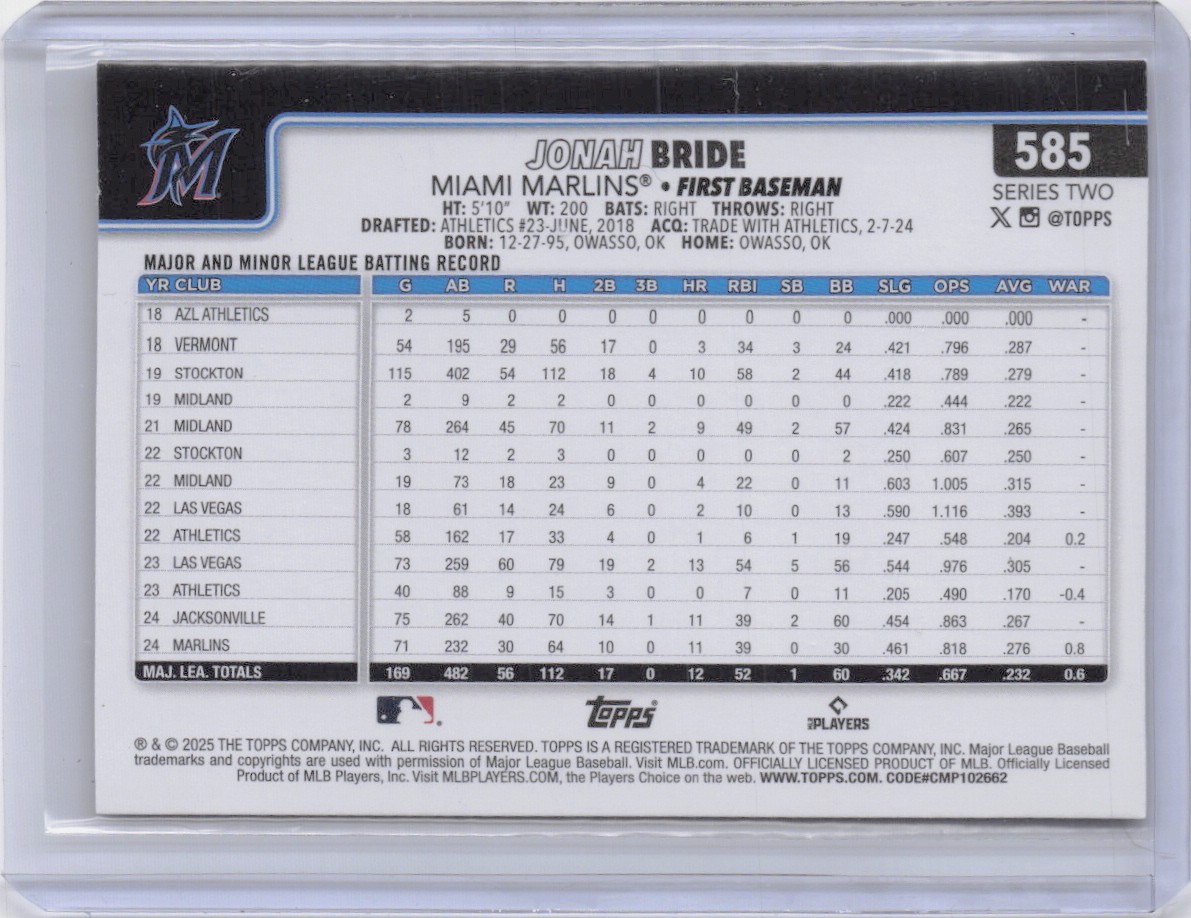 M
JONAH BRIDE
585
MIAMI MARLINS® • FIRST BASEMAN
SERIES TWO
HT: 5'10" WT: 200 BATS: RIGHT THROWS: RIGHT
@TOPPS
DRAFTED: ATHLETICS #23-JUNE, 2018 ACQ: TRADE WITH ATHLETICS, 2-7-24
BORN: 12-27-95, OWASSO, OK HOME: OWASSO, OK
MAJOR AND MINOR LEAGUE BATTING RECORD
YR CLUB G AB R H 2B 3B HR RBI SB BB SLG OPS AVG WAR
18 AZL ATHLETICS 2 5 0 0 0 0 0 0 0 0 .000 .000 .000 -
18 VERMONT 54 195 29 56 17 0 3 34 3 24 .421 .796 .287 -
19 STOCKTON 115 402 54 112 18 4 10 58 2 44 .418 .789 .279 -
19 MIDLAND 2 9 2 2 0 0 0 0 0 0 .222 .444 .222 -
21 MIDLAND 78 264 45 70 11 2 9 49 2 57 .424 .831 .265 -
22 STOCKTON 3 12 2 3 0 0 0 0 0 2 .250 .607 .250 -
22 MIDLAND 19 73 18 23 9 0 4 22 0 11 .603 1.005 .315 -
22 LAS VEGAS 18 61 14 24 6 0 2 10 0 13 .590 1.116 .393 -
22 ATHLETICS 58 162 17 33 4 0 1 6 1 19 .247 .548 .204 0.2
23 LAS VEGAS 73 259 60 79 19 2 13 54 5 56 .544 .976 .305 -
23 ATHLETICS 40 88 9 15 3 0 0 7 0 11 .205 .490 .170 -0.4
24 JACKSONVILLE 75 262 40 70 14 1 11 39 2 60 .454 .863 .267 -
24 MARLINS 71 232 30 64 10 0 11 39 0 30 .461 .818 .276 0.8
MAJ. LEA. TOTALS 169 482 56 112 17 0 12 52 1 60 .342 .667 .232 0.6
Topps® MLB PLAYERS
® & © 2025 THE TOPPS COMPANY, INC. ALL RIGHTS RESERVED. TOPPS IS A REGISTERED TRADEMARK OF THE TOPPS COMPANY, INC. Major League Baseball
trademarks and copyrights are used with permission of Major League Baseball. Visit MLB.com. OFFICIALLY LICENSED PRODUCT OF MLB. Officially Licensed
Product of MLB Players, Inc. Visit MLBPLAYERS.COM, the Players Choice on the web. WWW.TOPPS.COM. CODE#CMP102662